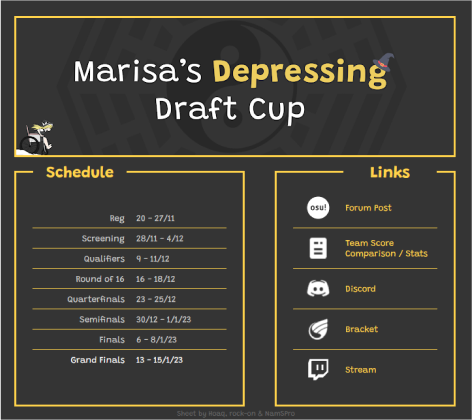 Marisa's Depressing
Draft Cup
Schedule
Reg 20 - 27/11
Screening 28/11 - 4/12
Qualifiers 9 - 11/12
Round of 16 16 - 18/12
Quarterfinals 23 - 25/12
Semifinals 30/12 - 1/1/23
Finals 6 - 8/1/23
Grand Finals 13 - 15/1/23
Links
osu! Forum Post
Team Score
Comparison / Stats
Discord
Bracket
Stream
Sheet by Raaq, rock-on & HamSPro